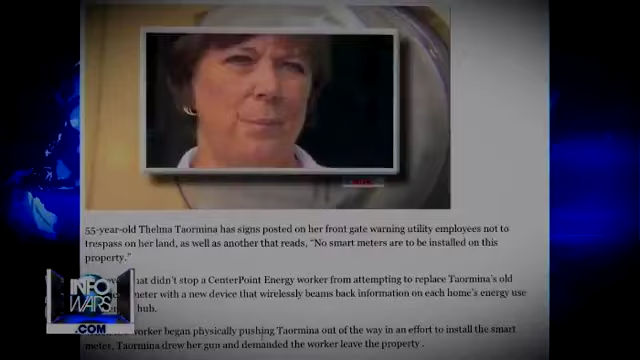 55-year-old Thelma Taormina has signs posted on her front gate warning utility employees not to
trespass on her land, as well as another that reads, "No smart meters are to be installed on this
property."
that didn't stop a CenterPoint Energy worker from attempting to replace Taormina's old
meter with a new device that wirelessly beams back information on each home's energy use
hub.
worker began physically pushing Taormina out of the way in an effort to install the smart
meter, Taormina drew her gun and demanded the worker leave the property.
INFO
WARS
.COM